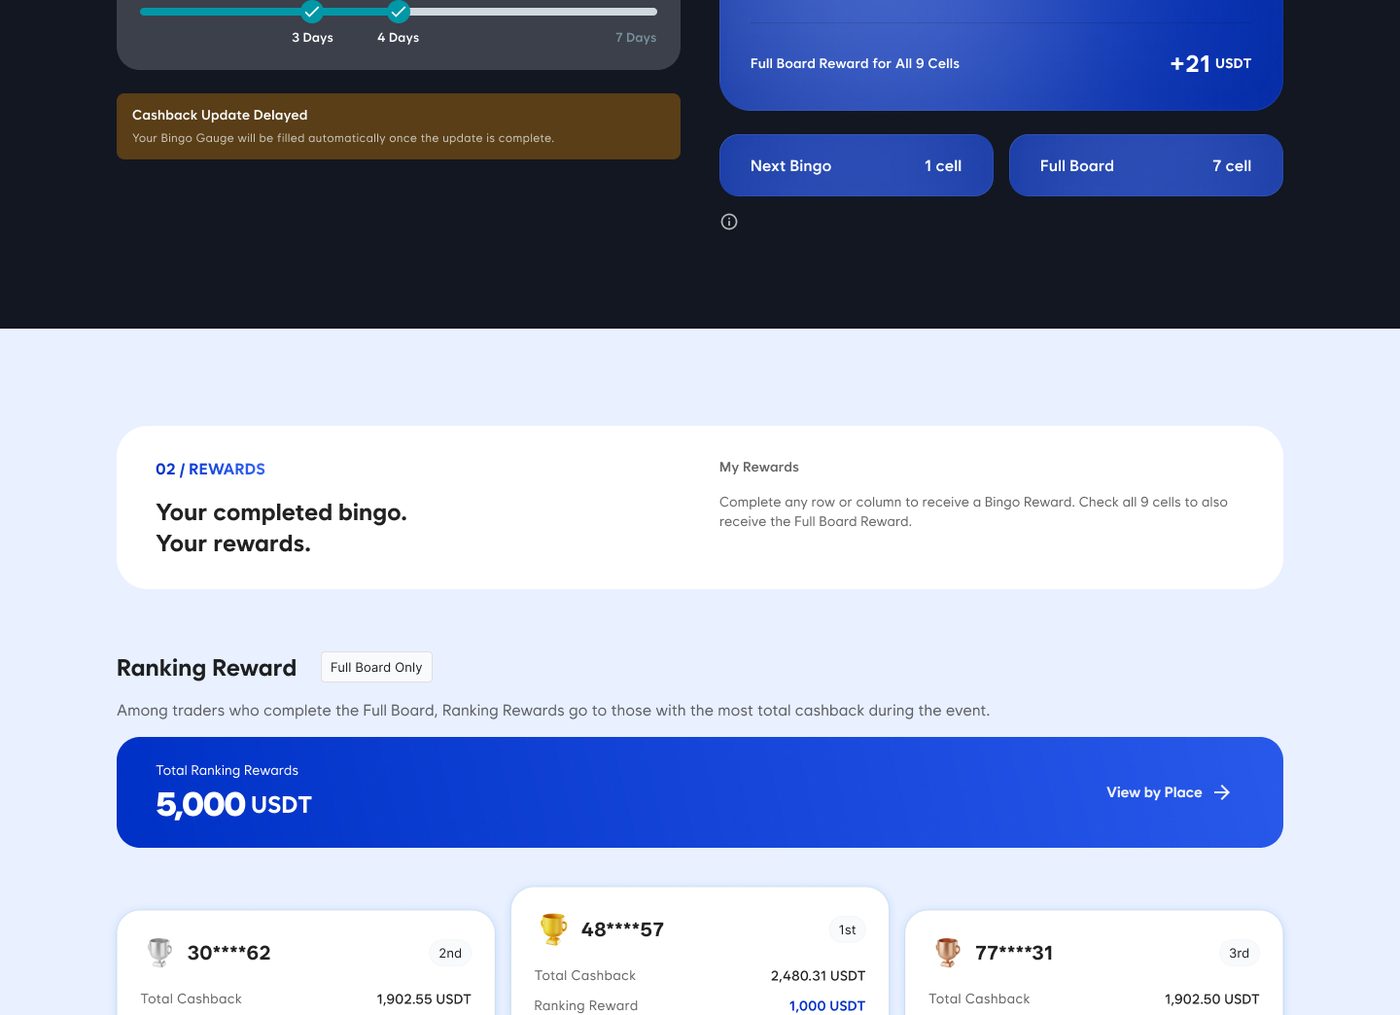 3 Days
4 Days
7 Days
Cashback Update Delayed
Your Bingo Gauge will be filled automatically once the update is complete.
Full Board Reward for All 9 Cells
+21 USDT
Next Bingo
1 cell
Full Board
7 cell
02 / REWARDS
Your completed bingo.
Your rewards.
My Rewards
Complete any row or column to receive a Bingo Reward. Check all 9 cells to also
receive the Full Board Reward.
Ranking Reward
Full Board Only
Among traders who complete the Full Board, Ranking Rewards go to those with the most total cashback during the event.
Total Ranking Rewards
5,000 USDT
View by Place
30****62
2nd
Total Cashback
1,902.55 USDT
48****57
1st
Total Cashback
2,480.31 USDT
Ranking Reward
1,000 USDT
77****31
3rd
Total Cashback
1,902.50 USDT